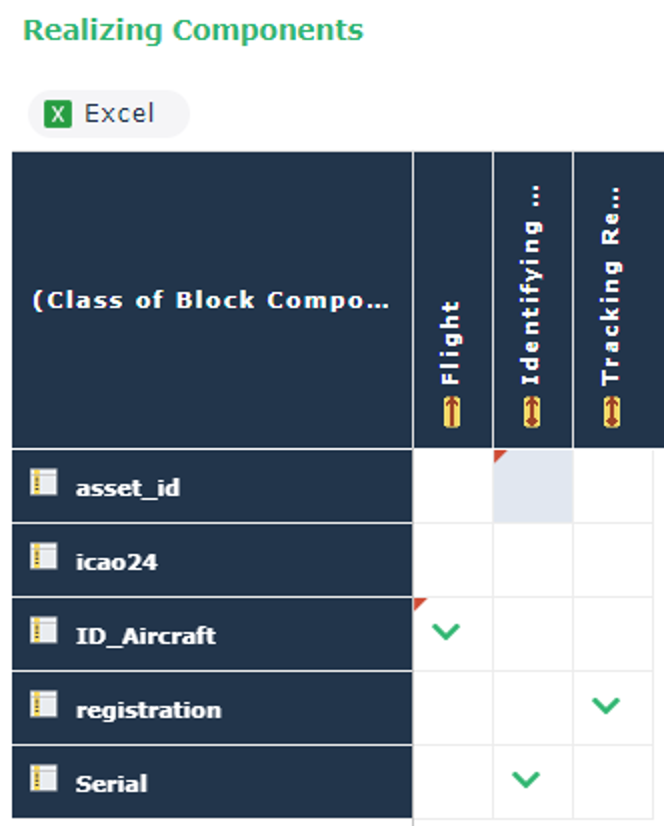 Realizing Components
Excel
(Class of Block Compo...
Flight
Identifying ...
Tracking Re...
asset_id
icao24
ID_Aircraft
registration
Serial